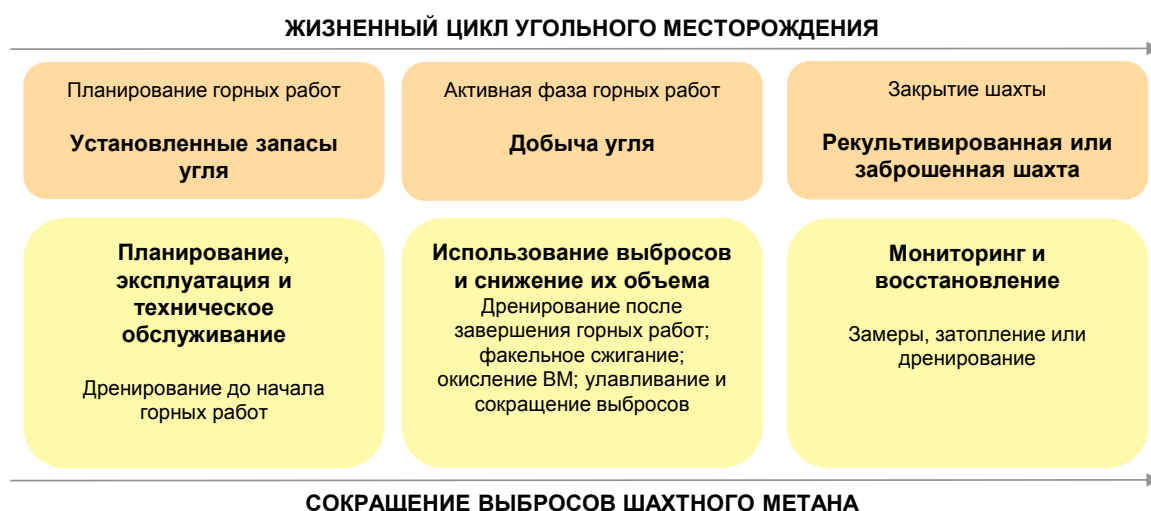 ЖИЗНЕННЫЙ ЦИКЛ УГОЛЬНОГО МЕСТОРОЖДЕНИЯ
Планирование горных работ
Установленные запасы
угля
Активная фаза горных работ
Добыча угля
Закрытие шахты
Рекультивированная или
заброшенная шахта
Планирование,
эксплуатация и
техническое
обслуживание
Дренирование до начала
горных работ
Использование выбросов
и снижение их объема
Дренирование после
завершения горных работ;
факельное сжигание;
окисление ВМ; улавливание и
сокращение выбросов
Мониторинг и
восстановление
Замеры, затопление или
дренирование
СОКРАЩЕНИЕ ВЫБРОСОВ ШАХТНОГО МЕТАНА